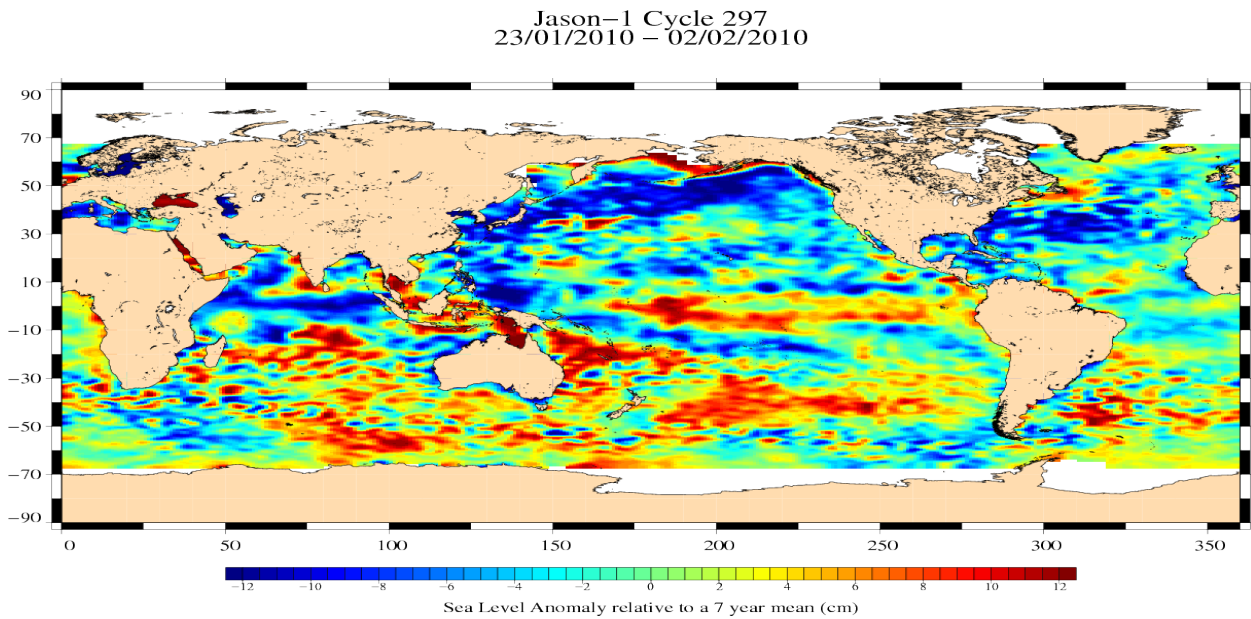 Jason−1 Cycle 297
23/01/2010 − 02/02/2010
90
70
50
30
10
−10
−30
−50
−70
−90
0 50 100 150 200 250 300 350
−12 −10 −8 −6 −4 −2 0 2 4 6 8 10 12
Sea Level Anomaly relative to a 7 year mean (cm)